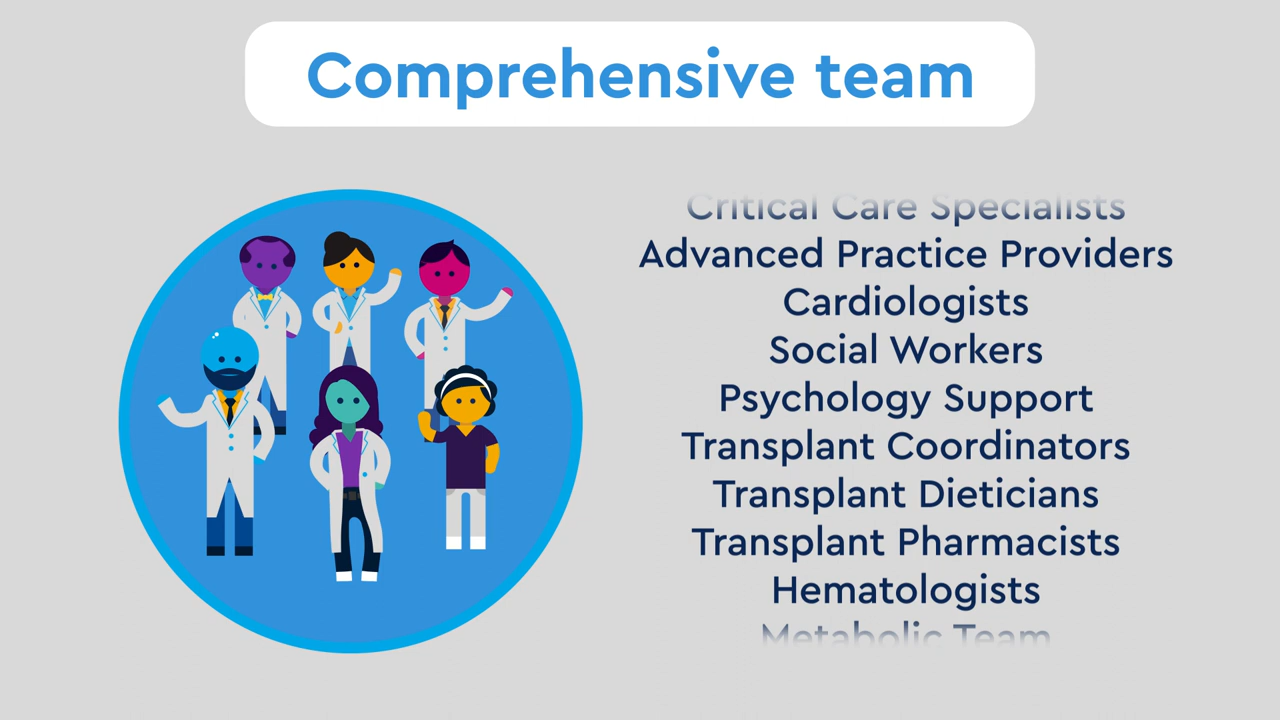 Comprehensive team
Critical Care Specialists
Advanced Practice Providers
Cardiologists
Social Workers
Psychology Support
Transplant Coordinators
Transplant Dieticians
Transplant Pharmacists
Hematologists
Metabolic Team